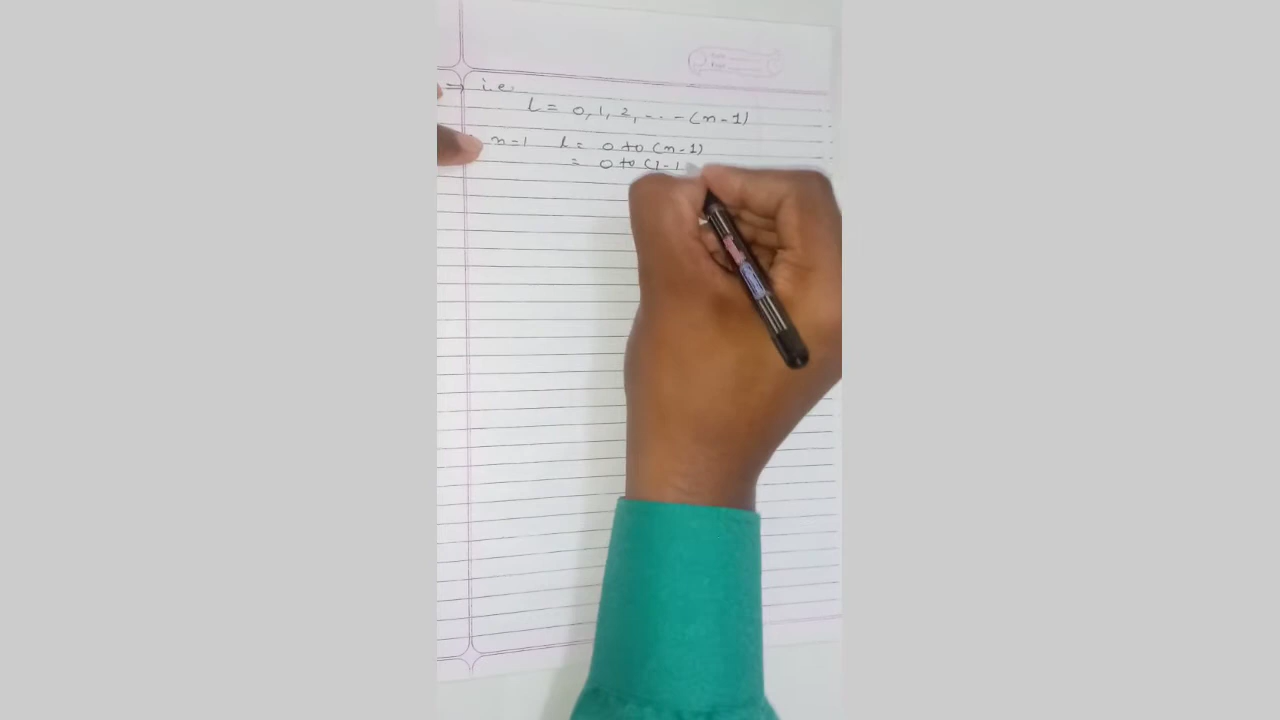 ⇒ i.e.
l = 0, 1, 2, ... - (n-1)
n=1 l = 0 to (n-1)
= 0 to (1-1